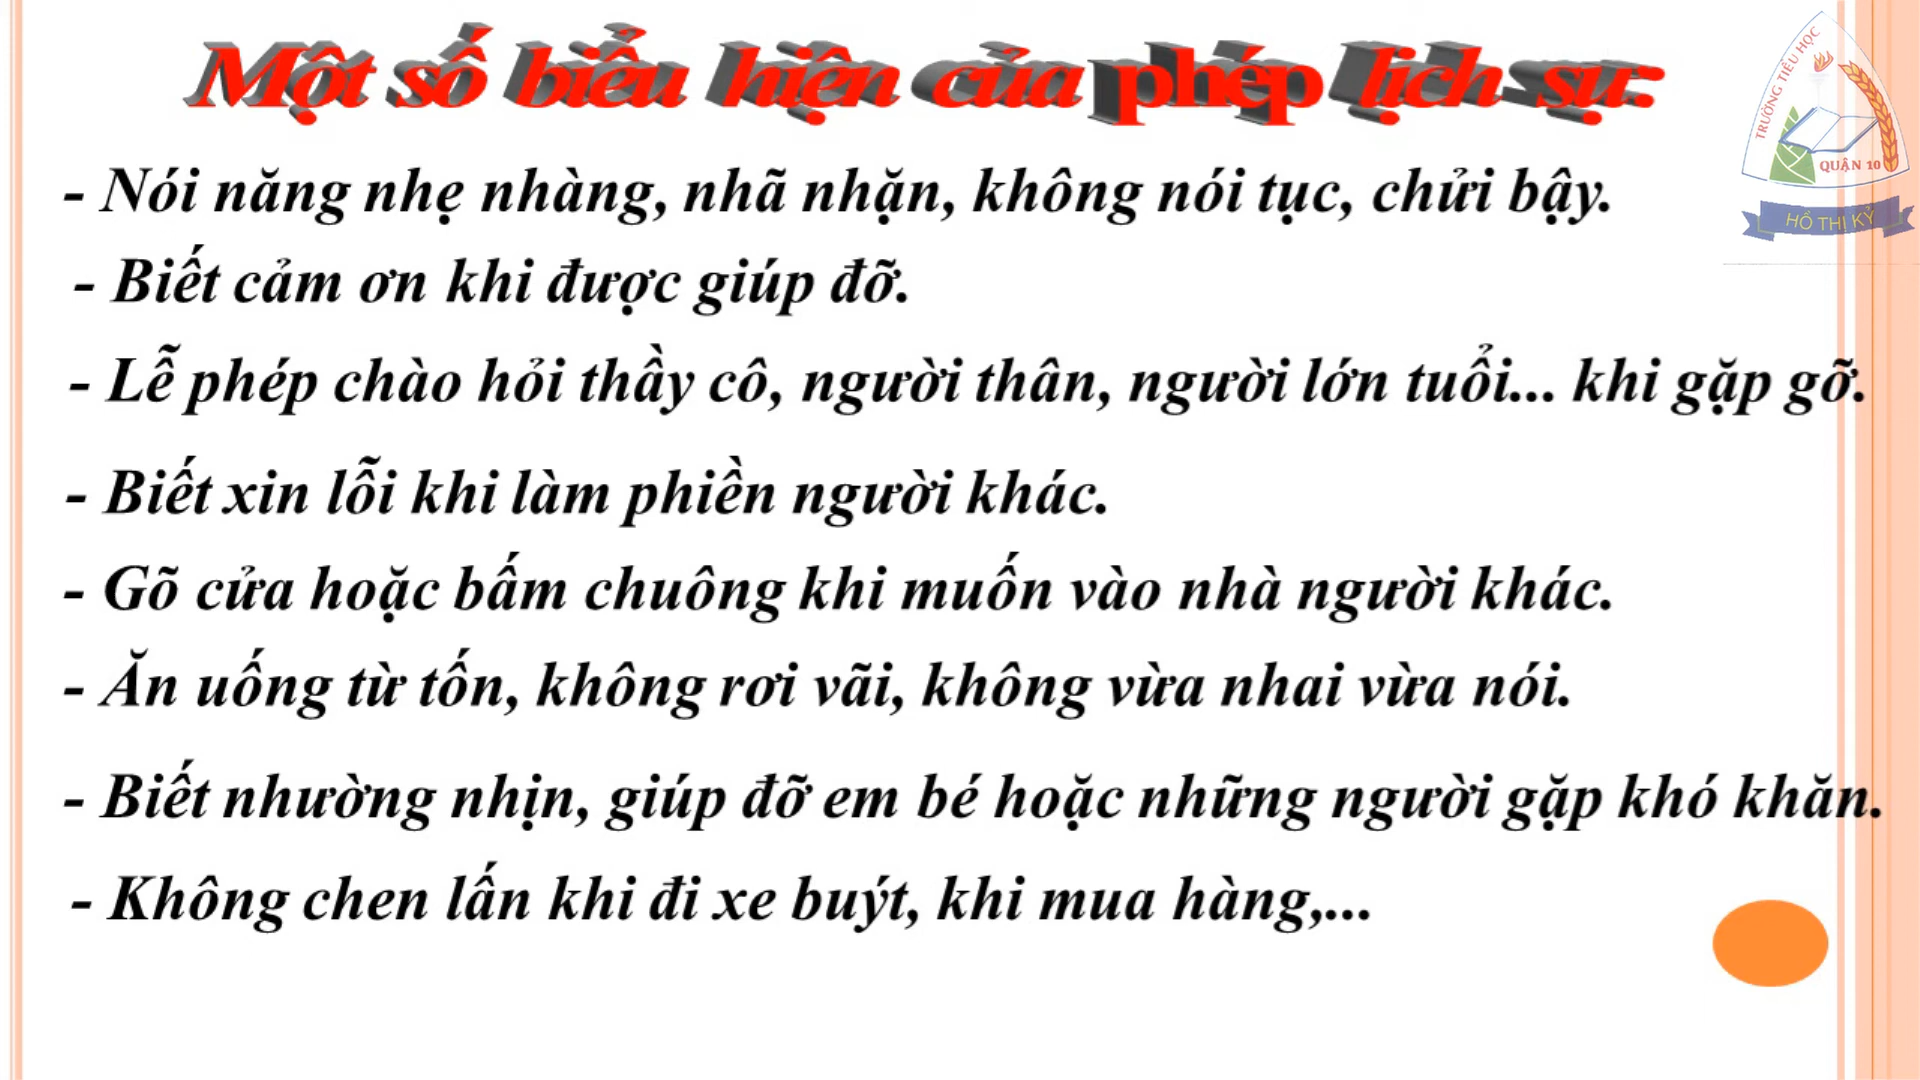 Một số biểu hiện của phép lịch sự:
TRƯỜNG TIỂU HỌC
QUẬN 10
HỒ THỊ KỶ
- Nói năng nhẹ nhàng, nhã nhặn, không nói tục, chửi bậy.
- Biết cảm ơn khi được giúp đỡ.
- Lễ phép chào hỏi thầy cô, người thân, người lớn tuổi... khi gặp gỡ.
- Biết xin lỗi khi làm phiền người khác.
- Gõ cửa hoặc bấm chuông khi muốn vào nhà người khác.
- Ăn uống từ tốn, không rơi vãi, không vừa nhai vừa nói.
- Biết nhường nhịn, giúp đỡ em bé hoặc những người gặp khó khăn.
- Không chen lấn khi đi xe buýt, khi mua hàng,...